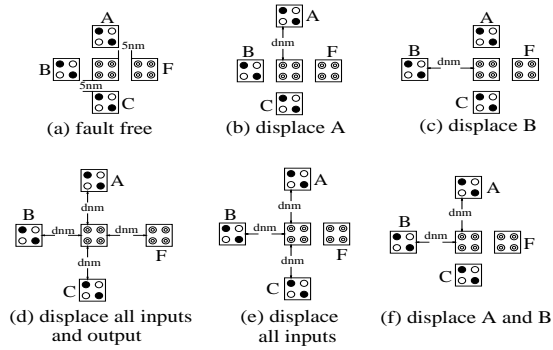 A
5nm
B
F
5nm
C
(a) fault free
A
dnm
B
F
C
(b) displace A
A
B
dnm
F
C
(c) displace B
A
dnm
B
dnm
dnm
F
dnm
C
(d) displace all inputs
and output
A
dnm
B
dnm
F
dnm
C
(e) displace
all inputs
A
dnm
B
dnm
F
C
(f) displace A and B